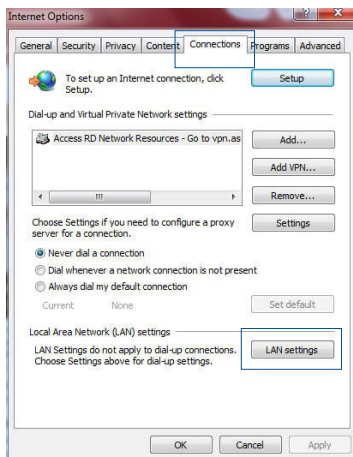 Internet Options
General Security Privacy Content Connections Programs Advanced
To set up an Internet connection, click Setup.
Setup
Dial-up and Virtual Private Network settings
Access RD Network Resources - Go to vpn.as
Add...
Add VPN...
Remove...
Choose Settings if you need to configure a proxy
server for a connection.
Settings
Never dial a connection
Dial whenever a network connection is not present
Always dial my default connection
Current None
Set default
Local Area Network (LAN) settings
LAN Settings do not apply to dial-up connections.
Choose Settings above for dial-up settings.
LAN settings
OK Cancel Apply